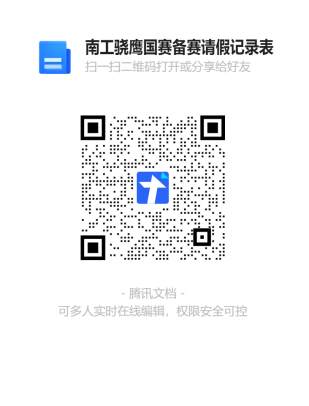 南工骁鹰国赛备赛请假记录表
扫一扫二维码打开或分享给好友
- 腾讯文档 -
可多人实时在线编辑，权限安全可控